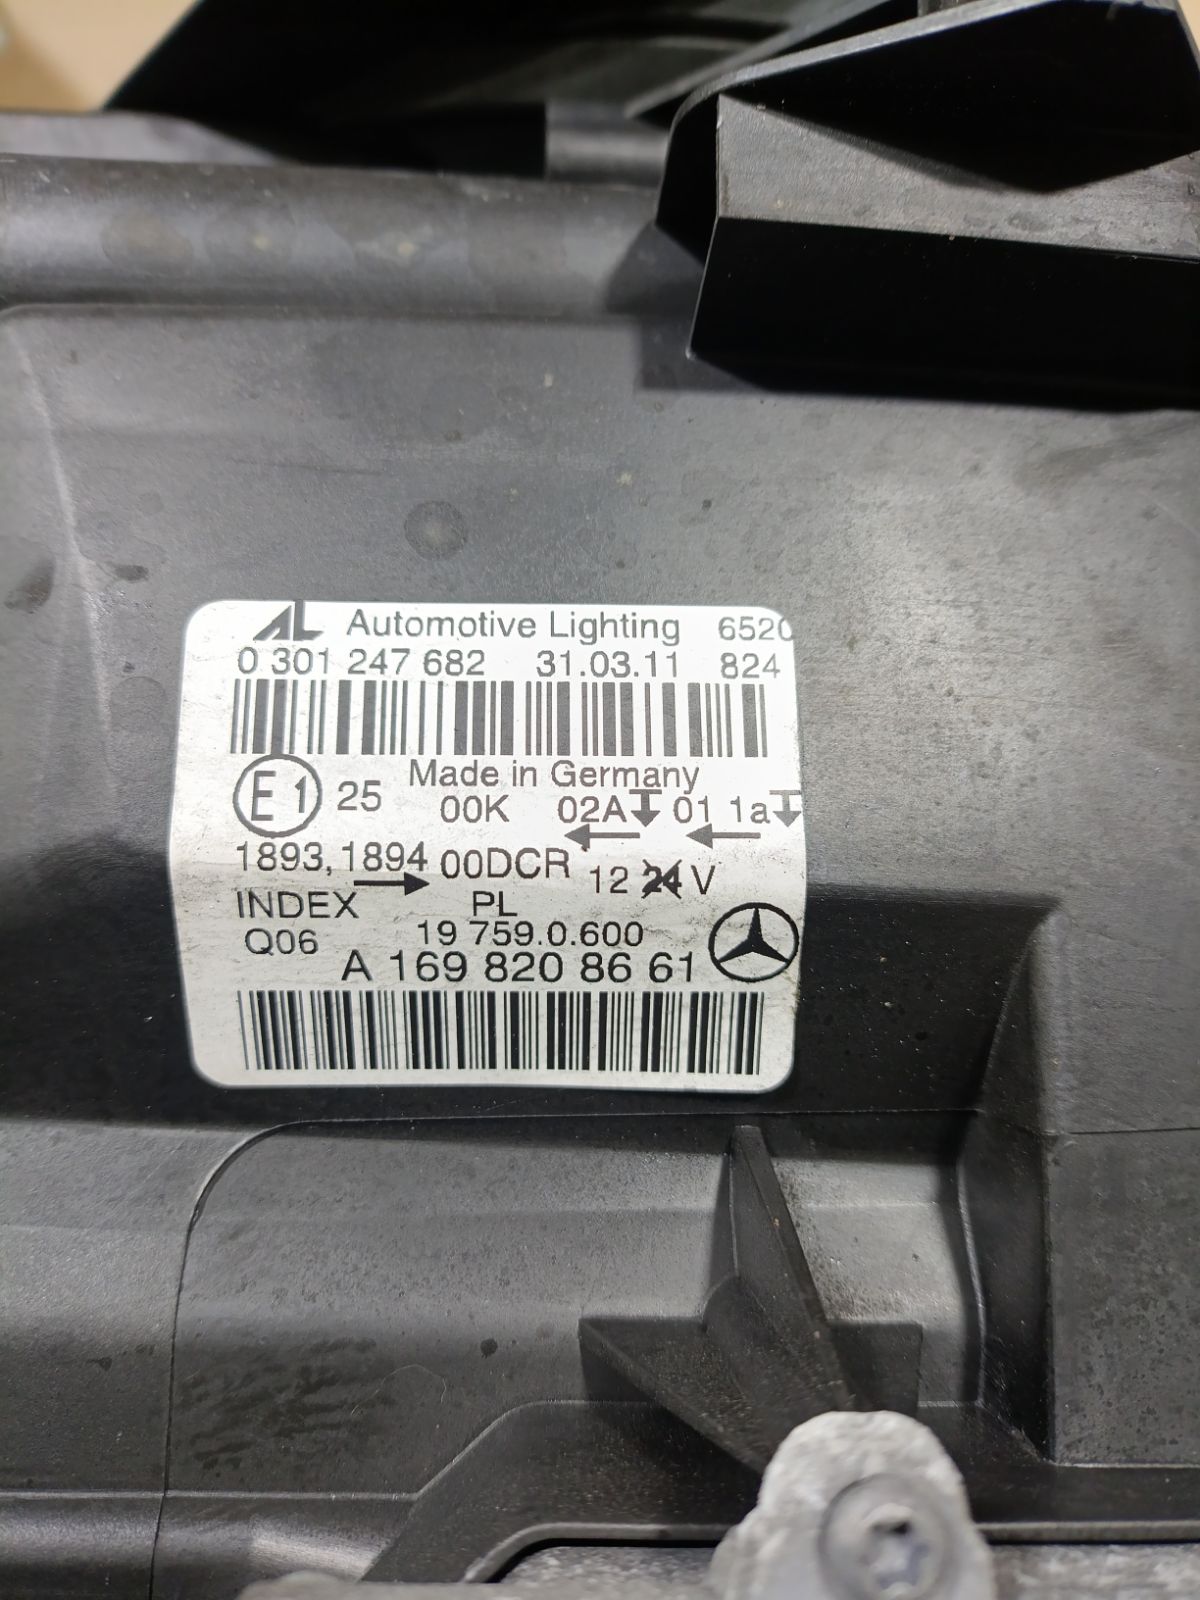 AL Automotive Lighting 6520
0 301 247 682 31.03.11 824
Made in Germany
E1 25 00K 02A 01 1a
1893, 1894 00DCR 12 24 V
INDEX PL
Q06 19 759.0.600
A 169 820 86 61